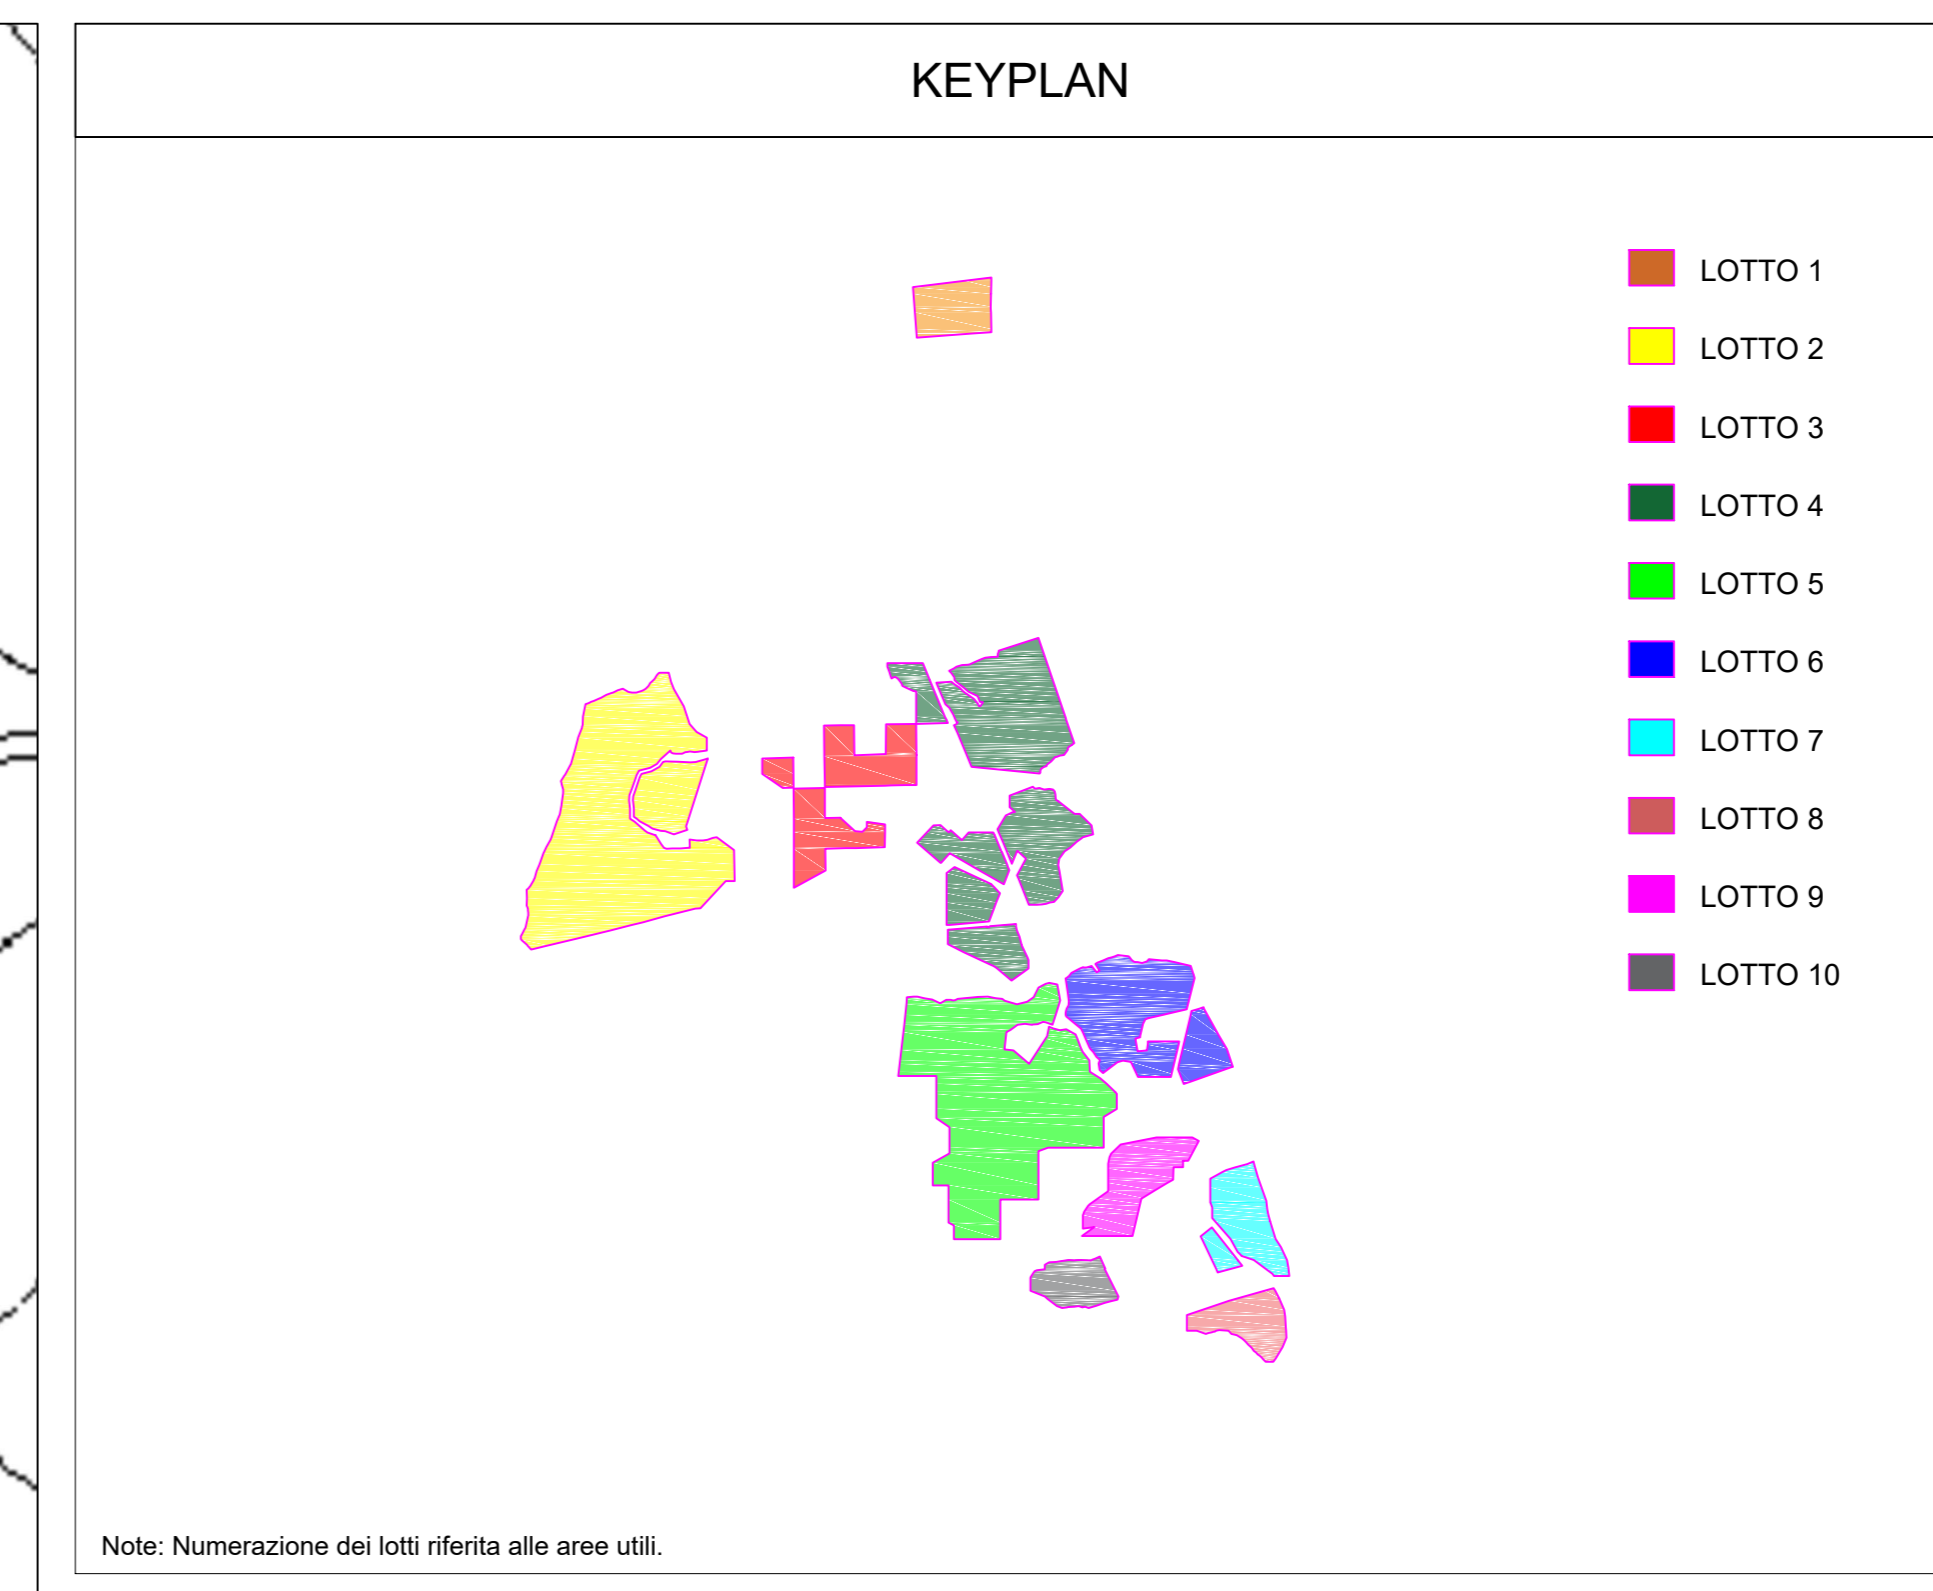 KEYPLAN
LOTTO 1
LOTTO 2
LOTTO 3
LOTTO 4
LOTTO 5
LOTTO 6
LOTTO 7
LOTTO 8
LOTTO 9
LOTTO 10
Note: Numerazione dei lotti riferita alle aree utili.